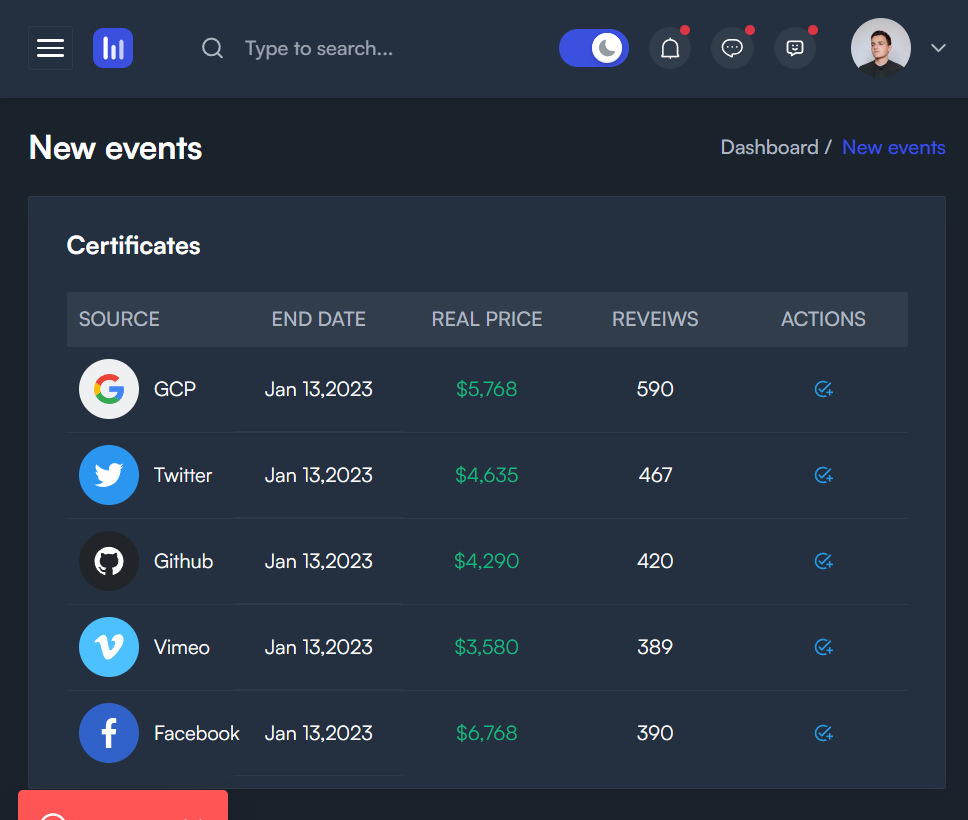 Type to search...
New events
Dashboard / New events
Certificates
SOURCE END DATE REAL PRICE REVEIWS ACTIONS
GCP Jan 13,2023 $5,768 590
Twitter Jan 13,2023 $4,635 467
Github Jan 13,2023 $4,290 420
Vimeo Jan 13,2023 $3,580 389
Facebook Jan 13,2023 $6,768 390